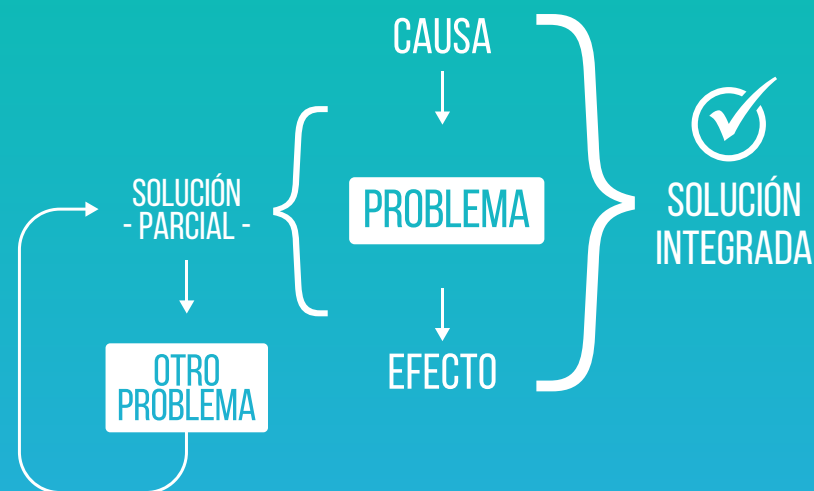 CAUSA
SOLUCIÓN
- PARCIAL -
PROBLEMA
SOLUCIÓN
INTEGRADA
OTRO
PROBLEMA
EFECTO